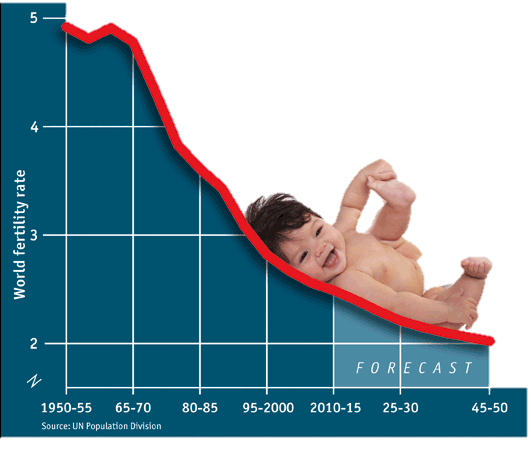 5
4
World fertility rate
3
2
FORECAST
1950-55 65-70 80-85 95-2000 2010-15 25-30 45-50
Source: UN Population Division